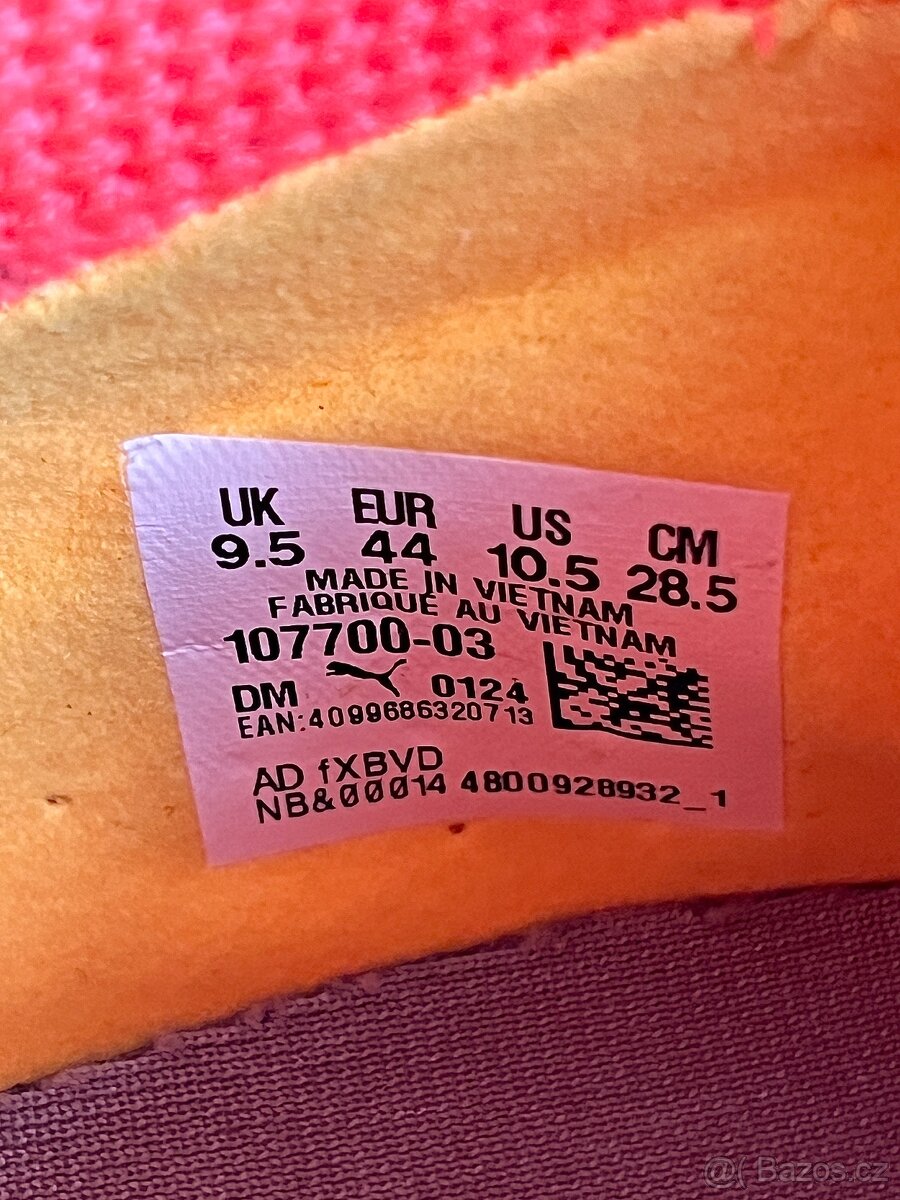 UK EUR US CM
9.5 44 10.5 28.5
MADE IN VIETNAM
FABRIQUE AU VIETNAM
107700-03
DM 0124
EAN:4099686320713
AD fXBVD
NB&00014 4800928932_1
@( Bazos.cz